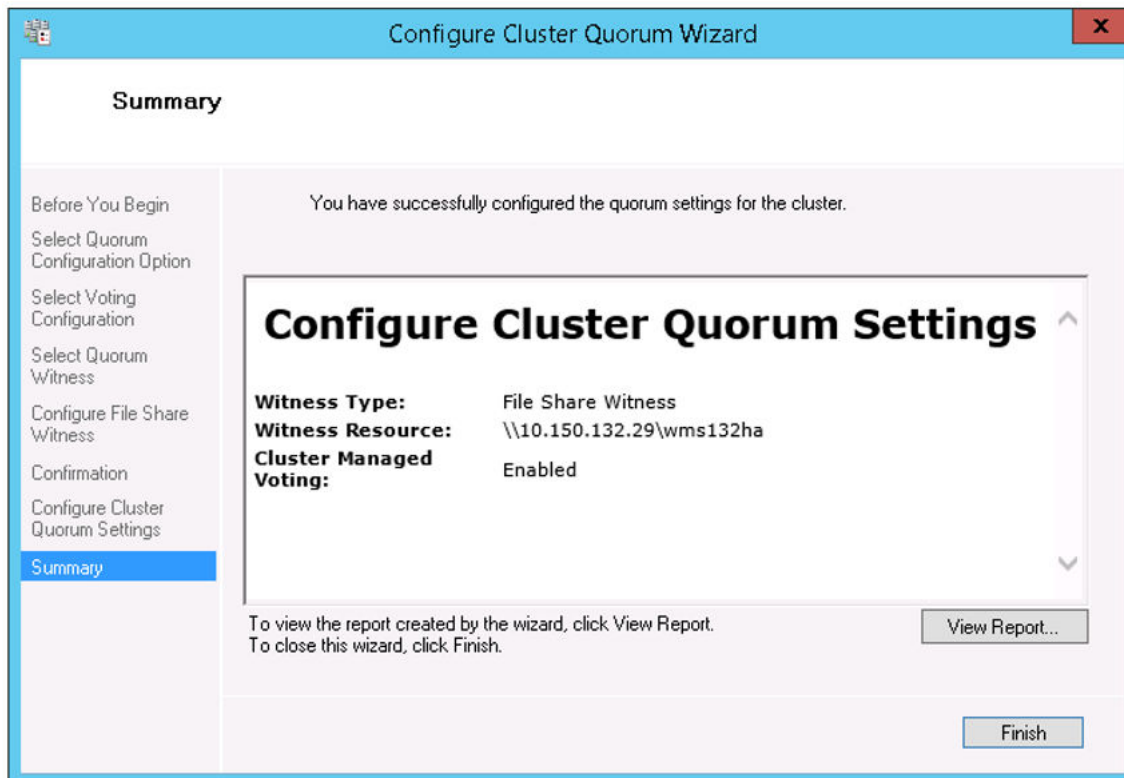 Configure Cluster Quorum Wizard
x
Summary
Before You Begin
Select Quorum
Configuration Option
Select Voting
Configuration
Select Quorum
Witness
Configure File Share
Witness
Confirmation
Configure Cluster
Quorum Settings
Summary
You have successfully configured the quorum settings for the cluster.
Configure Cluster Quorum Settings
Witness Type: File Share Witness
Witness Resource: \\10.150.132.29\wms132ha
Cluster Managed
Voting: Enabled
To view the report created by the wizard, click View Report.
To close this wizard, click Finish.
View Report...
Finish